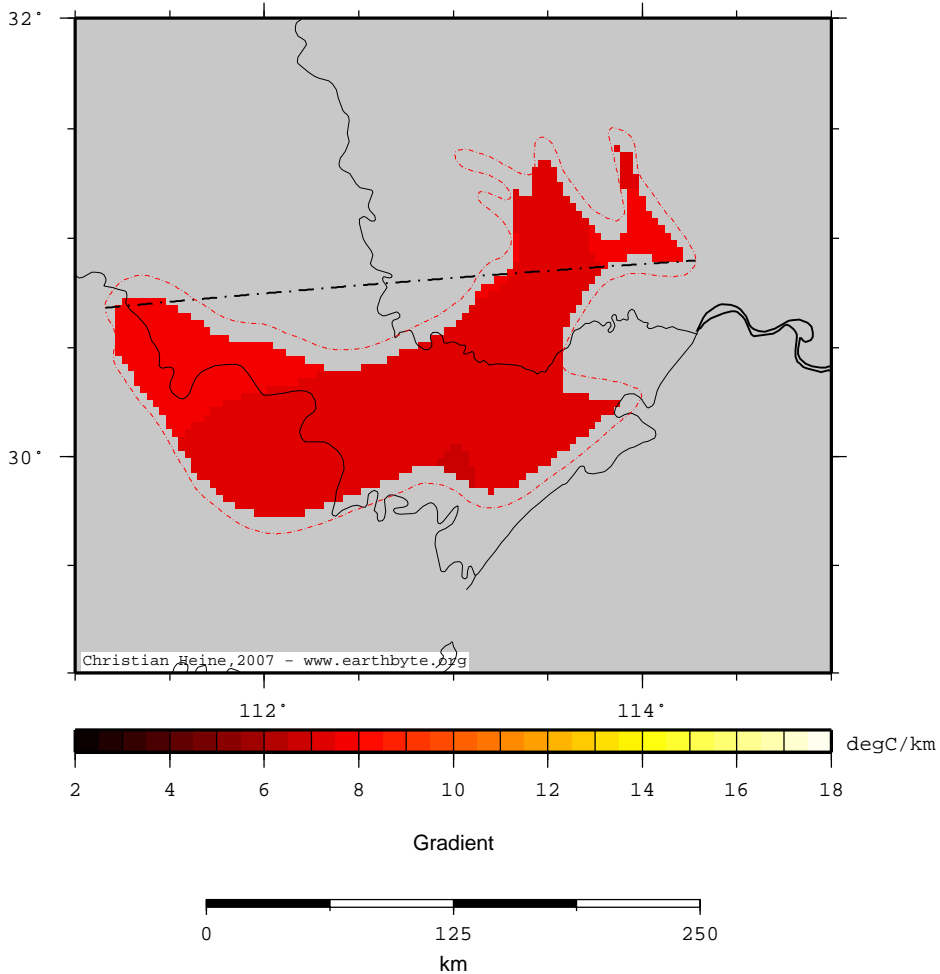 32°
30°
Christian Heine,2007 - www.earthbyte.org
112° 114°
degC/km
2 4 6 8 10 12 14 16 18
Gradient
0 125 250
km